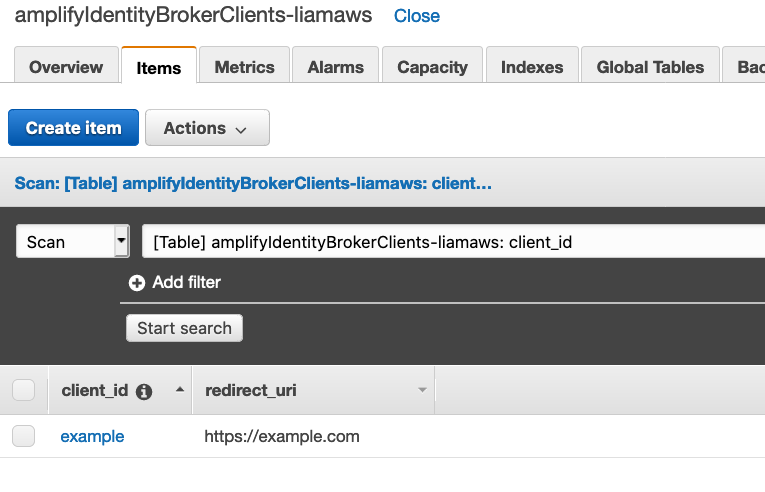 amplifyIdentityBrokerClients-liamaws Close
Overview Items Metrics Alarms Capacity Indexes Global Tables Bac
Create item Actions
Scan: [Table] amplifyIdentityBrokerClients-liamaws: client...
Scan [Table] amplifyIdentityBrokerClients-liamaws: client_id
Add filter
Start search
client_id redirect_uri
example https://example.com